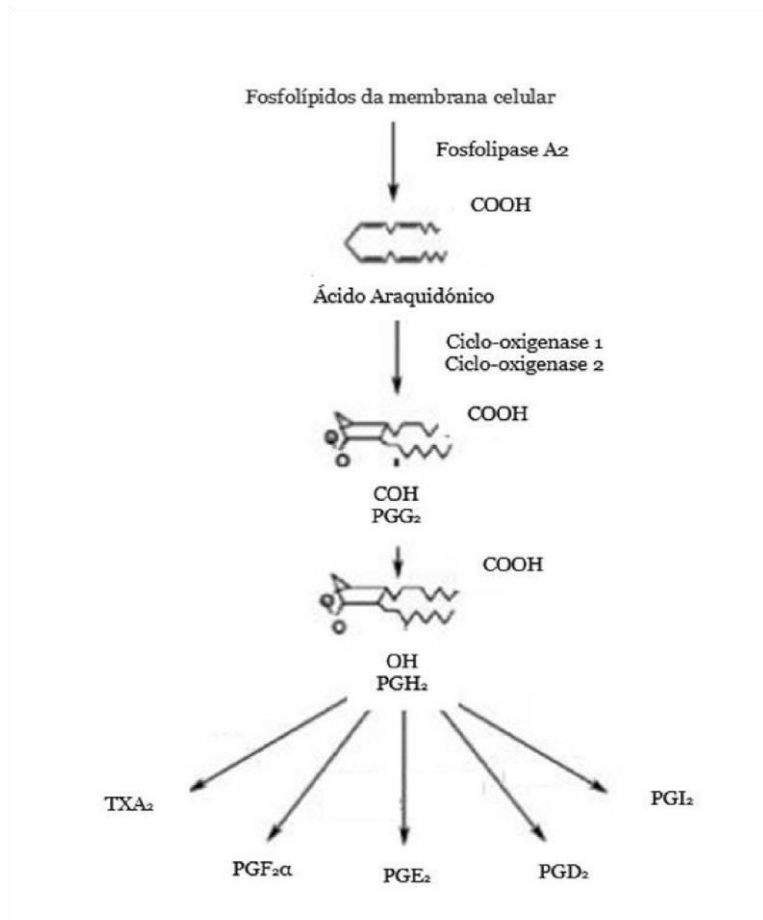 Fosfolípidos da membrana celular
Fosfolipase A2
COOH
Ácido Araquidónico
Ciclo-oxigenase 1
Ciclo-oxigenase 2
COOH
COH
PGG₂
COOH
OH
PGH₂
TXA₂
PGI₂
PGF₂α
PGE₂
PGD₂